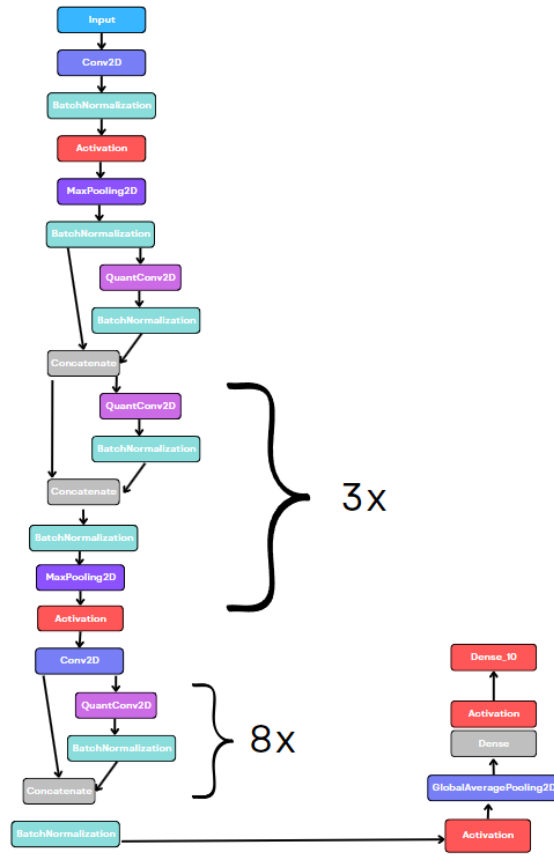 Input
Conv2D
BatchNormalization
Activation
MaxPooling2D
BatchNormalization
QuantConv2D
BatchNormalization
Concatenate
QuantConv2D
BatchNormalization
Concatenate
BatchNormalization
MaxPooling2D
Activation
3x
Conv2D
QuantConv2D
BatchNormalization
Concatenate
8x
BatchNormalization
Activation
GlobalAveragePooling2D
Dense
Activation
Dense_10